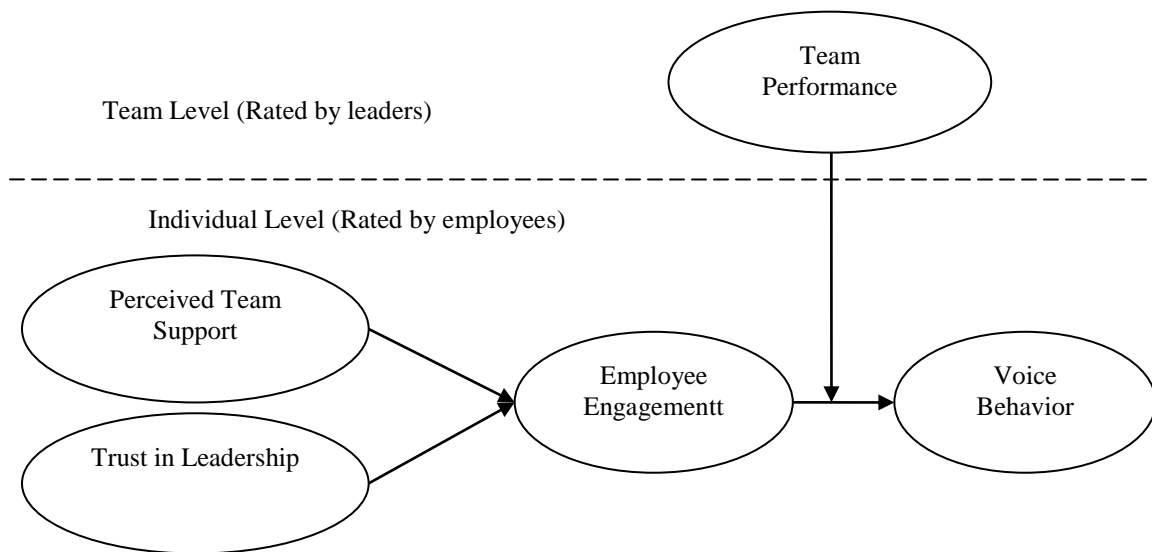 Team
Performance
Team Level (Rated by leaders)
Individual Level (Rated by employees)
Perceived Team
Support
Trust in Leadership
Employee
Engagementt
Voice
Behavior